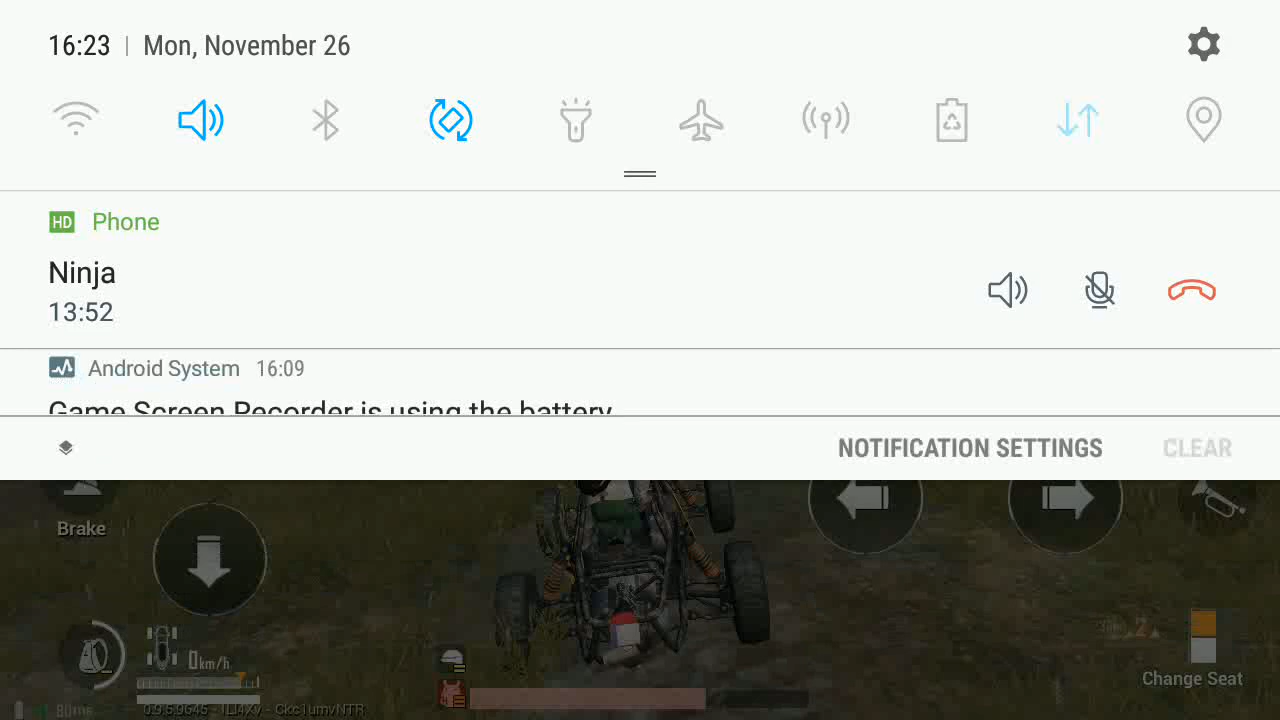 16:23 | Mon, November 26
HD Phone
Ninja
13:52
Android System 16:09
Game Screen Recorder is using the battery
NOTIFICATION SETTINGS CLEAR
Brake
0km/h
Change Seat
80ms